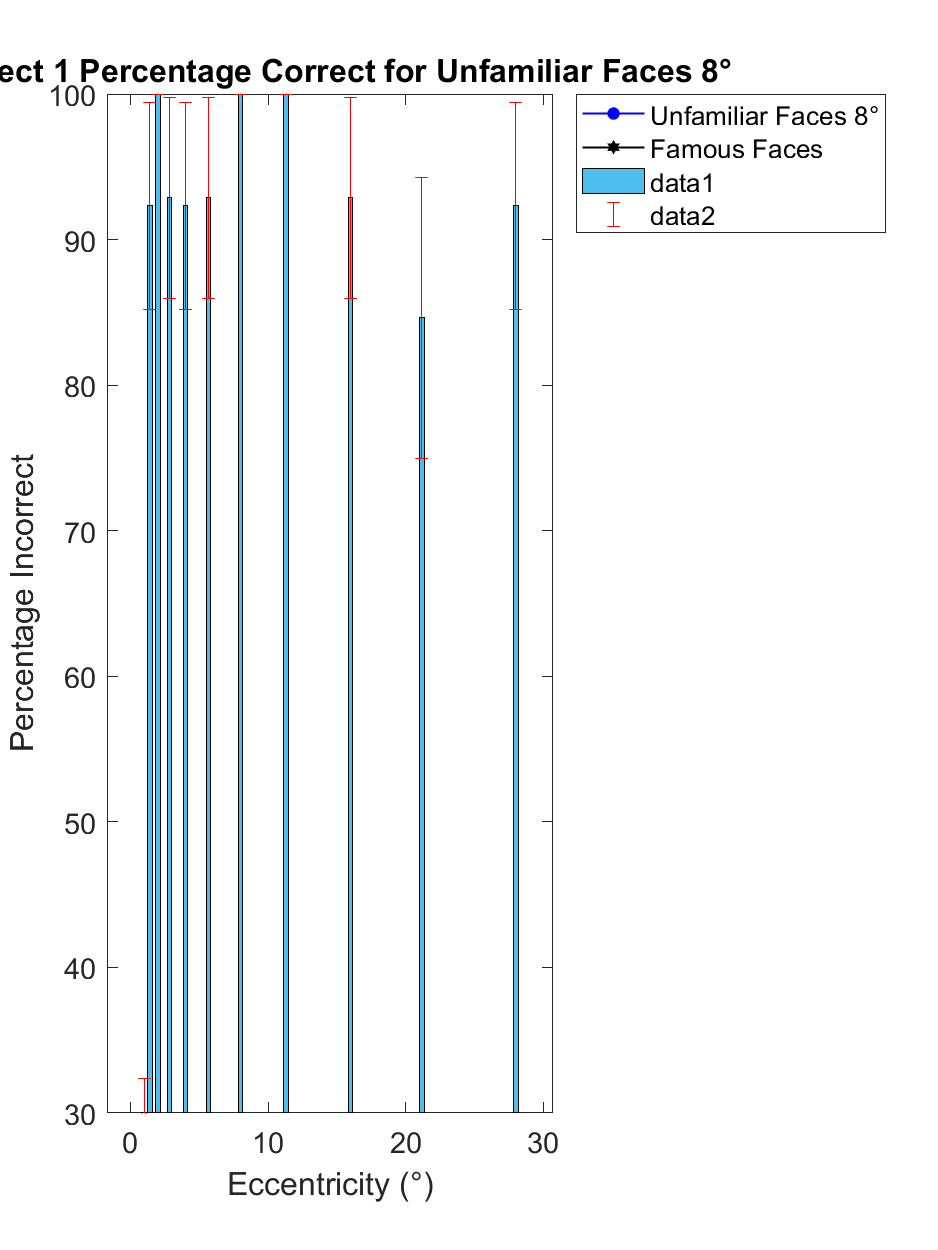 ect 1 Percentage Correct for Unfamiliar Faces 8°
100
90
80
70
60
50
40
30
Percentage Incorrect
0 10 20 30
Eccentricity (°)
Unfamiliar Faces 8°
Famous Faces
data1
data2